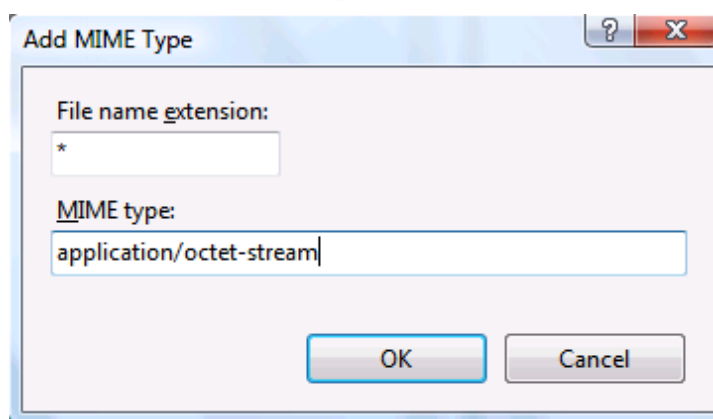 Add MIME Type
File name extension:
*
MIME type:
application/octet-stream
OK Cancel